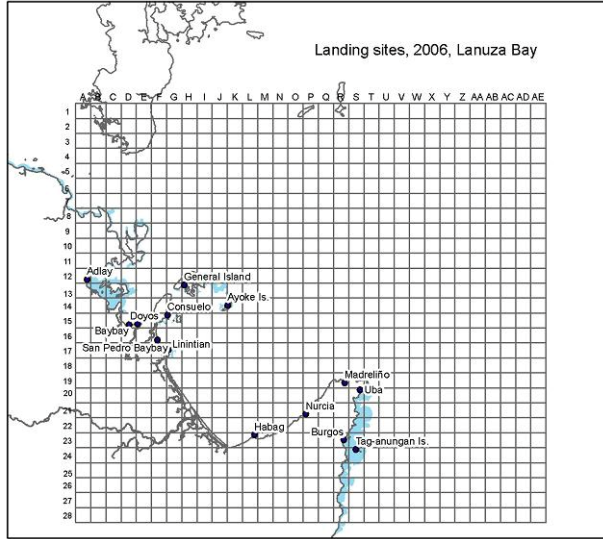 Landing sites, 2006, Lanuza Bay
A B C D E F G H I J K L M N O P Q R S T U V W X Y Z AA AB AC AD AE
1
2
3
4
5
6
7
8
9
10
11
12
13
14
15
16
17
18
19
20
21
22
23
24
25
26
27
28
Adlay
General Island
Ayoke Is.
Consuelo
Doyos
Baybay
San Pedro Baybay
Linintian
Madreliño
Uba
Nurcia
Habag
Burgos
Tag-anungan Is.